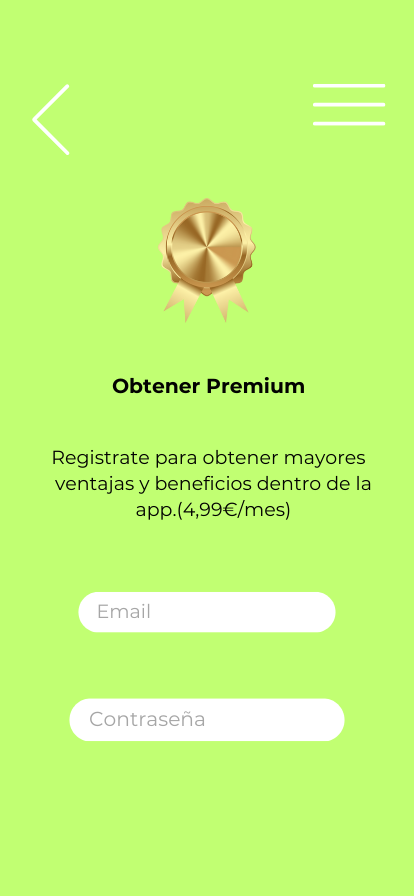 Obtener Premium
Registrate para obtener mayores
ventajas y beneficios dentro de la
app.(4,99€/mes)
Email
Contraseña